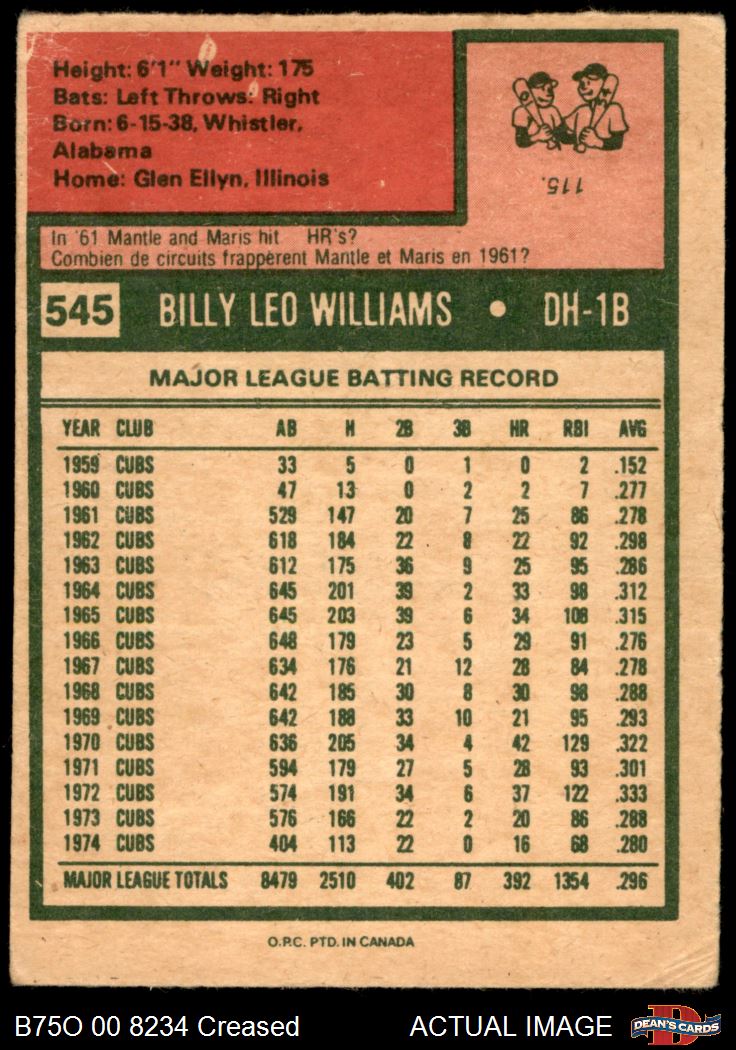 Height: 6'1" Weight: 175
Bats: Left Throws: Right
Born: 6-15-38, Whistler,
Alabama
Home: Glen Ellyn, Illinois
115.
In '61 Mantle and Maris hit HR's?
Combien de circuits frappèrent Mantle et Maris en 1961?
545 BILLY LEO WILLIAMS • DH-1B
MAJOR LEAGUE BATTING RECORD
YEAR CLUB AB H 2B 3B HR RBI AVG
1959 CUBS 33 5 0 1 0 2 .152
1960 CUBS 47 13 0 2 2 7 .277
1961 CUBS 529 147 20 7 25 86 .278
1962 CUBS 618 184 22 8 22 92 .298
1963 CUBS 612 175 36 9 25 95 .286
1964 CUBS 645 201 39 2 33 98 .312
1965 CUBS 645 203 39 6 34 108 .315
1966 CUBS 648 179 23 5 29 91 .276
1967 CUBS 634 176 21 12 28 84 .278
1968 CUBS 642 185 30 8 30 98 .288
1969 CUBS 642 188 33 10 21 95 .293
1970 CUBS 636 205 34 4 42 129 .322
1971 CUBS 594 179 27 5 28 93 .301
1972 CUBS 574 191 34 6 37 122 .333
1973 CUBS 576 166 22 2 20 86 .288
1974 CUBS 404 113 22 0 16 68 .280
MAJOR LEAGUE TOTALS 8479 2510 402 87 392 1354 .296
O.P.C. PTD. IN CANADA
B75O 00 8234 Creased ACTUAL IMAGE
D
DEAN'S CARDS